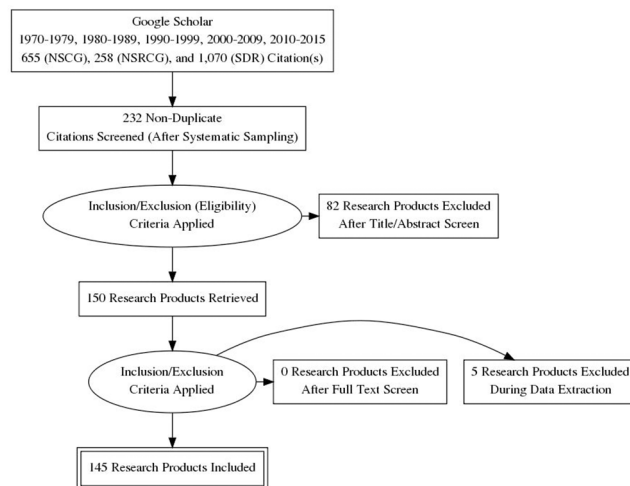 Google Scholar
1970-1979, 1980-1989, 1990-1999, 2000-2009, 2010-2015
655 (NSCG), 258 (NSRCG), and 1,070 (SDR) Citation(s)
232 Non-Duplicate
Citations Screened (After Systematic Sampling)
Inclusion/Exclusion (Eligibility)
Criteria Applied
82 Research Products Excluded
After Title/Abstract Screen
150 Research Products Retrieved
Inclusion/Exclusion
Criteria Applied
0 Research Products Excluded
After Full Text Screen
5 Research Products Excluded
During Data Extraction
145 Research Products Included